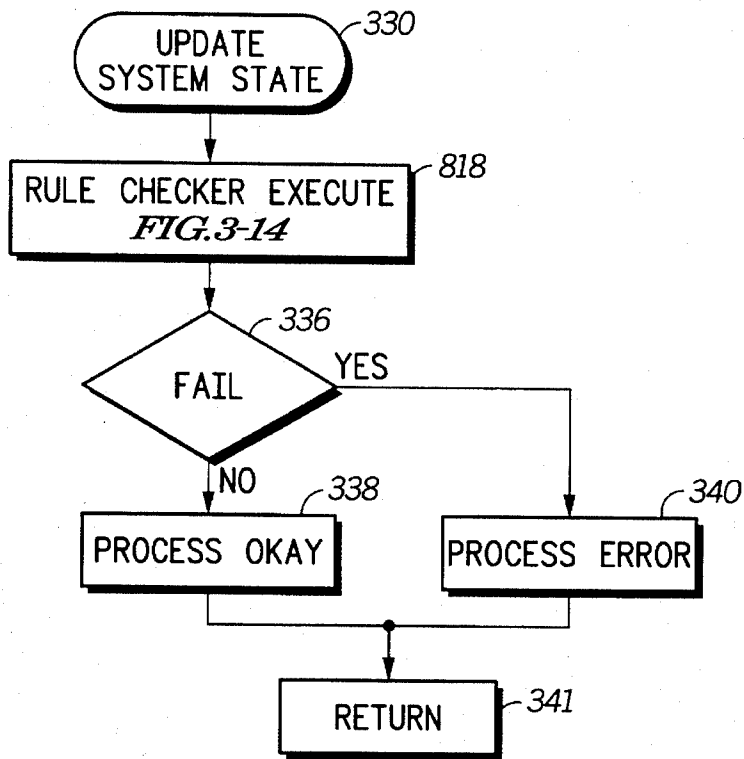 UPDATE
SYSTEM STATE
330
RULE CHECKER EXECUTE
FIG.3-14
818
FAIL
336
YES
NO
PROCESS OKAY
338
PROCESS ERROR
340
RETURN
341